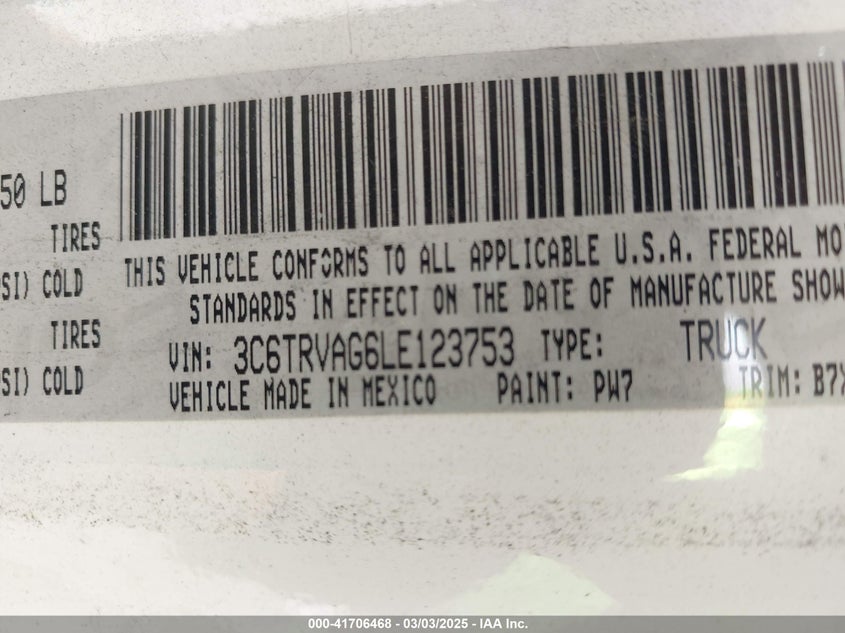 50 LB
TIRES
SI) COLD
TIRES
SI) COLD
THIS VEHICLE CONFORMS TO ALL APPLICABLE U.S.A. FEDERAL MO
STANDARDS IN EFFECT ON THE DATE OF MANUFACTURE SHOW
VIN: 3C6TRVAG6LE123753 TYPE: TRUCK
VEHICLE MADE IN MEXICO PAINT: PW7 TRIM: B7X
000-41706468 - 03/03/2025 - IAA Inc.